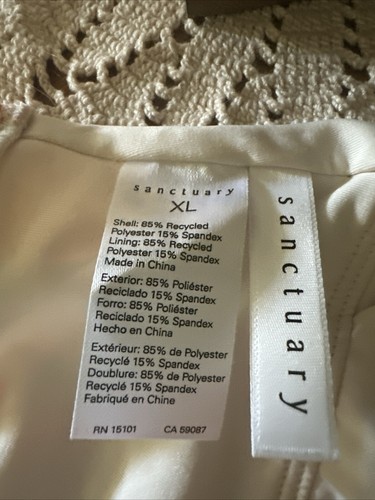 sanctuary
XL
Shell: 85% Recycled
Polyester 15% Spandex
Lining: 85% Recycled
Polyester 15% Spandex
Made in China
Exterior: 85% Poliéster
Reciclado 15% Spandex
Forro: 85% Poliéster
Reciclado 15% Spandex
Hecho en China
Extérieur: 85% de Polyester
Recyclé 15% Spandex
Doublure: 85% de Polyester
Recyclé 15% Spandex
Fabriqué en Chine
RN 15101 CA 59087
sanctuary